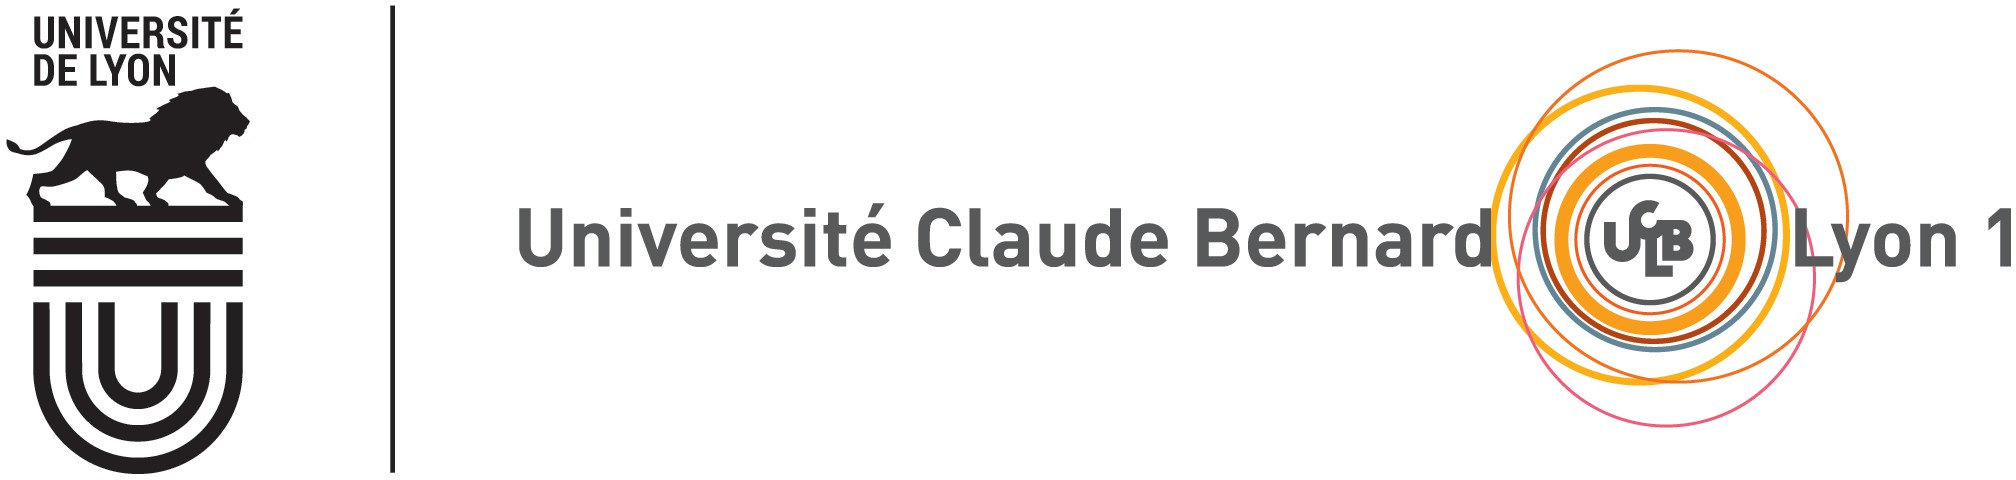 UNIVERSITÉ
DE LYON
Université Claude Bernard UCLB Lyon 1